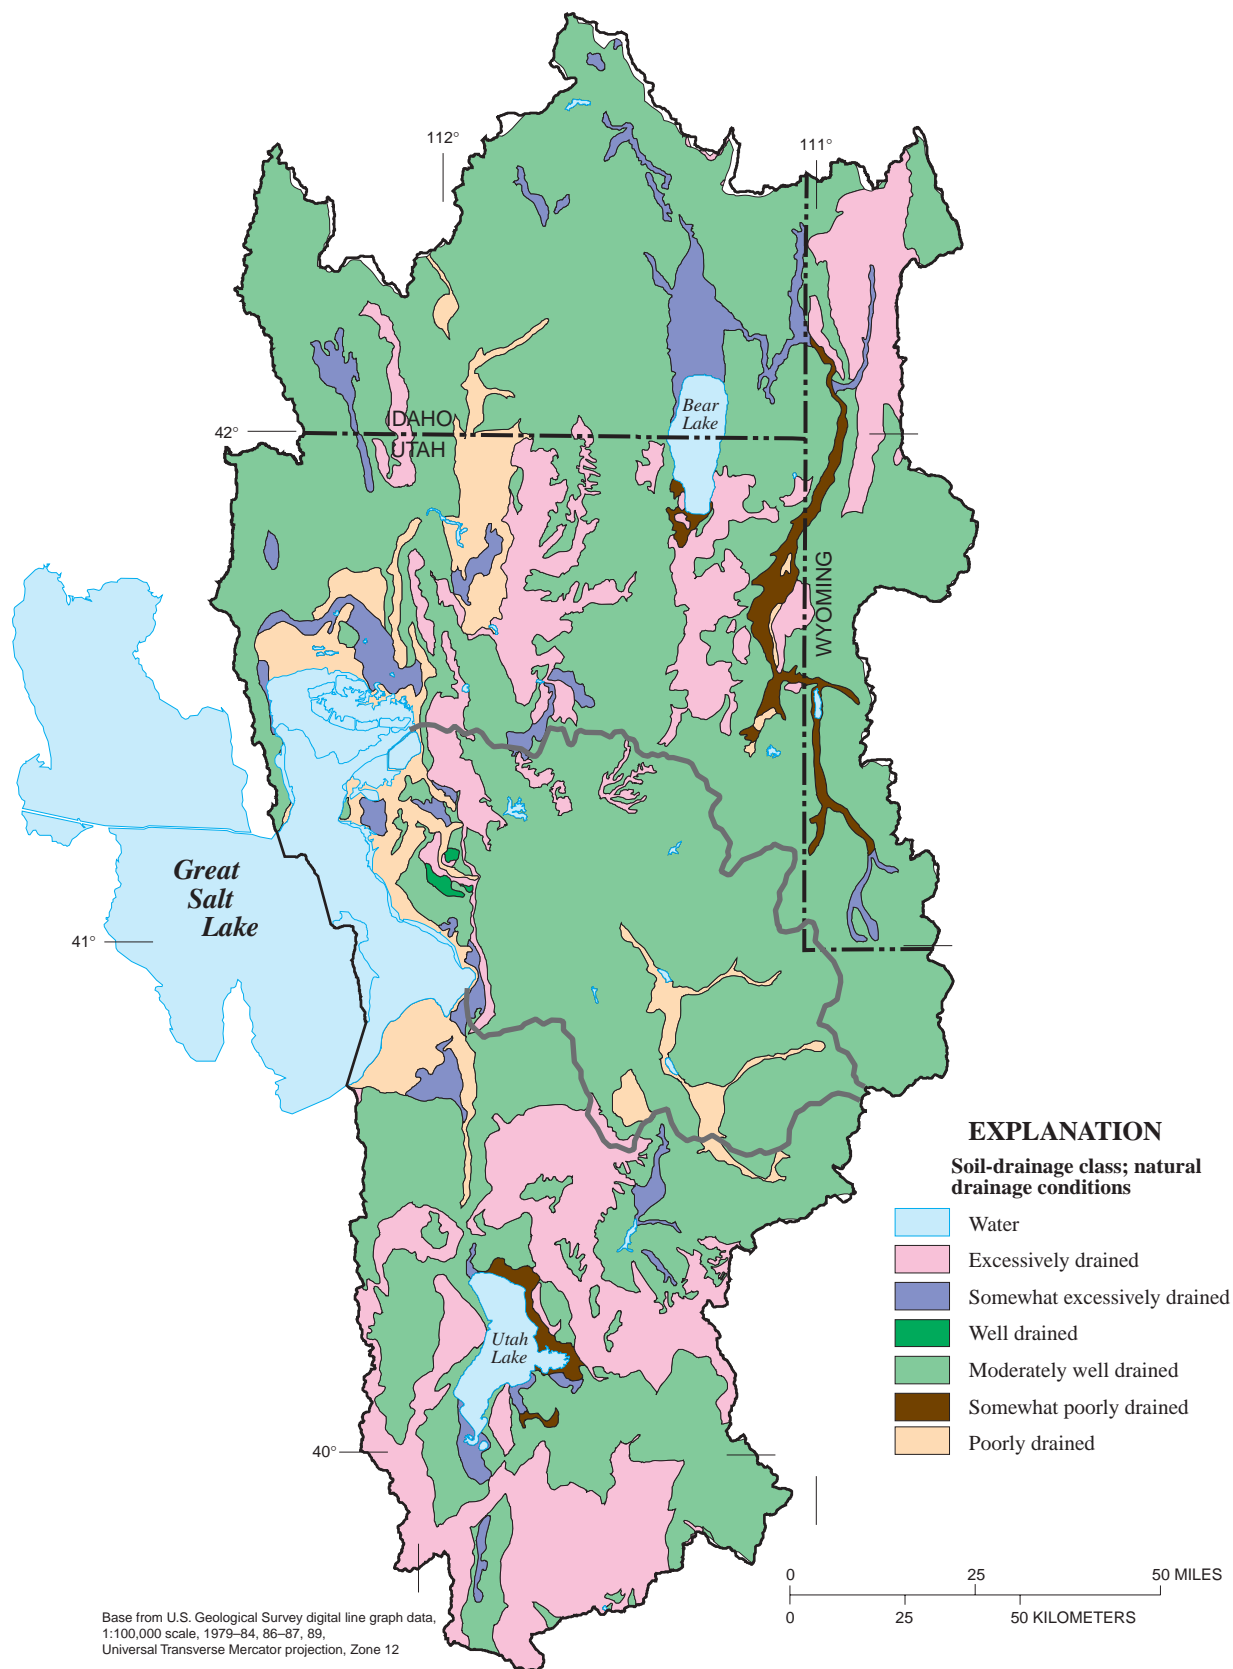 112°
111°
42°
IDAHO
UTAH
Bear
Lake
WYOMING
Great
Salt
Lake
41°
EXPLANATION
Soil-drainage class; natural
drainage conditions
Water
Excessively drained
Somewhat excessively drained
Well drained
Moderately well drained
Somewhat poorly drained
Poorly drained
Utah
Lake
40°
0 25 50 MILES
0 25 50 KILOMETERS
Base from U.S. Geological Survey digital line graph data,
1:100,000 scale, 1979–84, 86–87, 89,
Universal Transverse Mercator projection, Zone 12